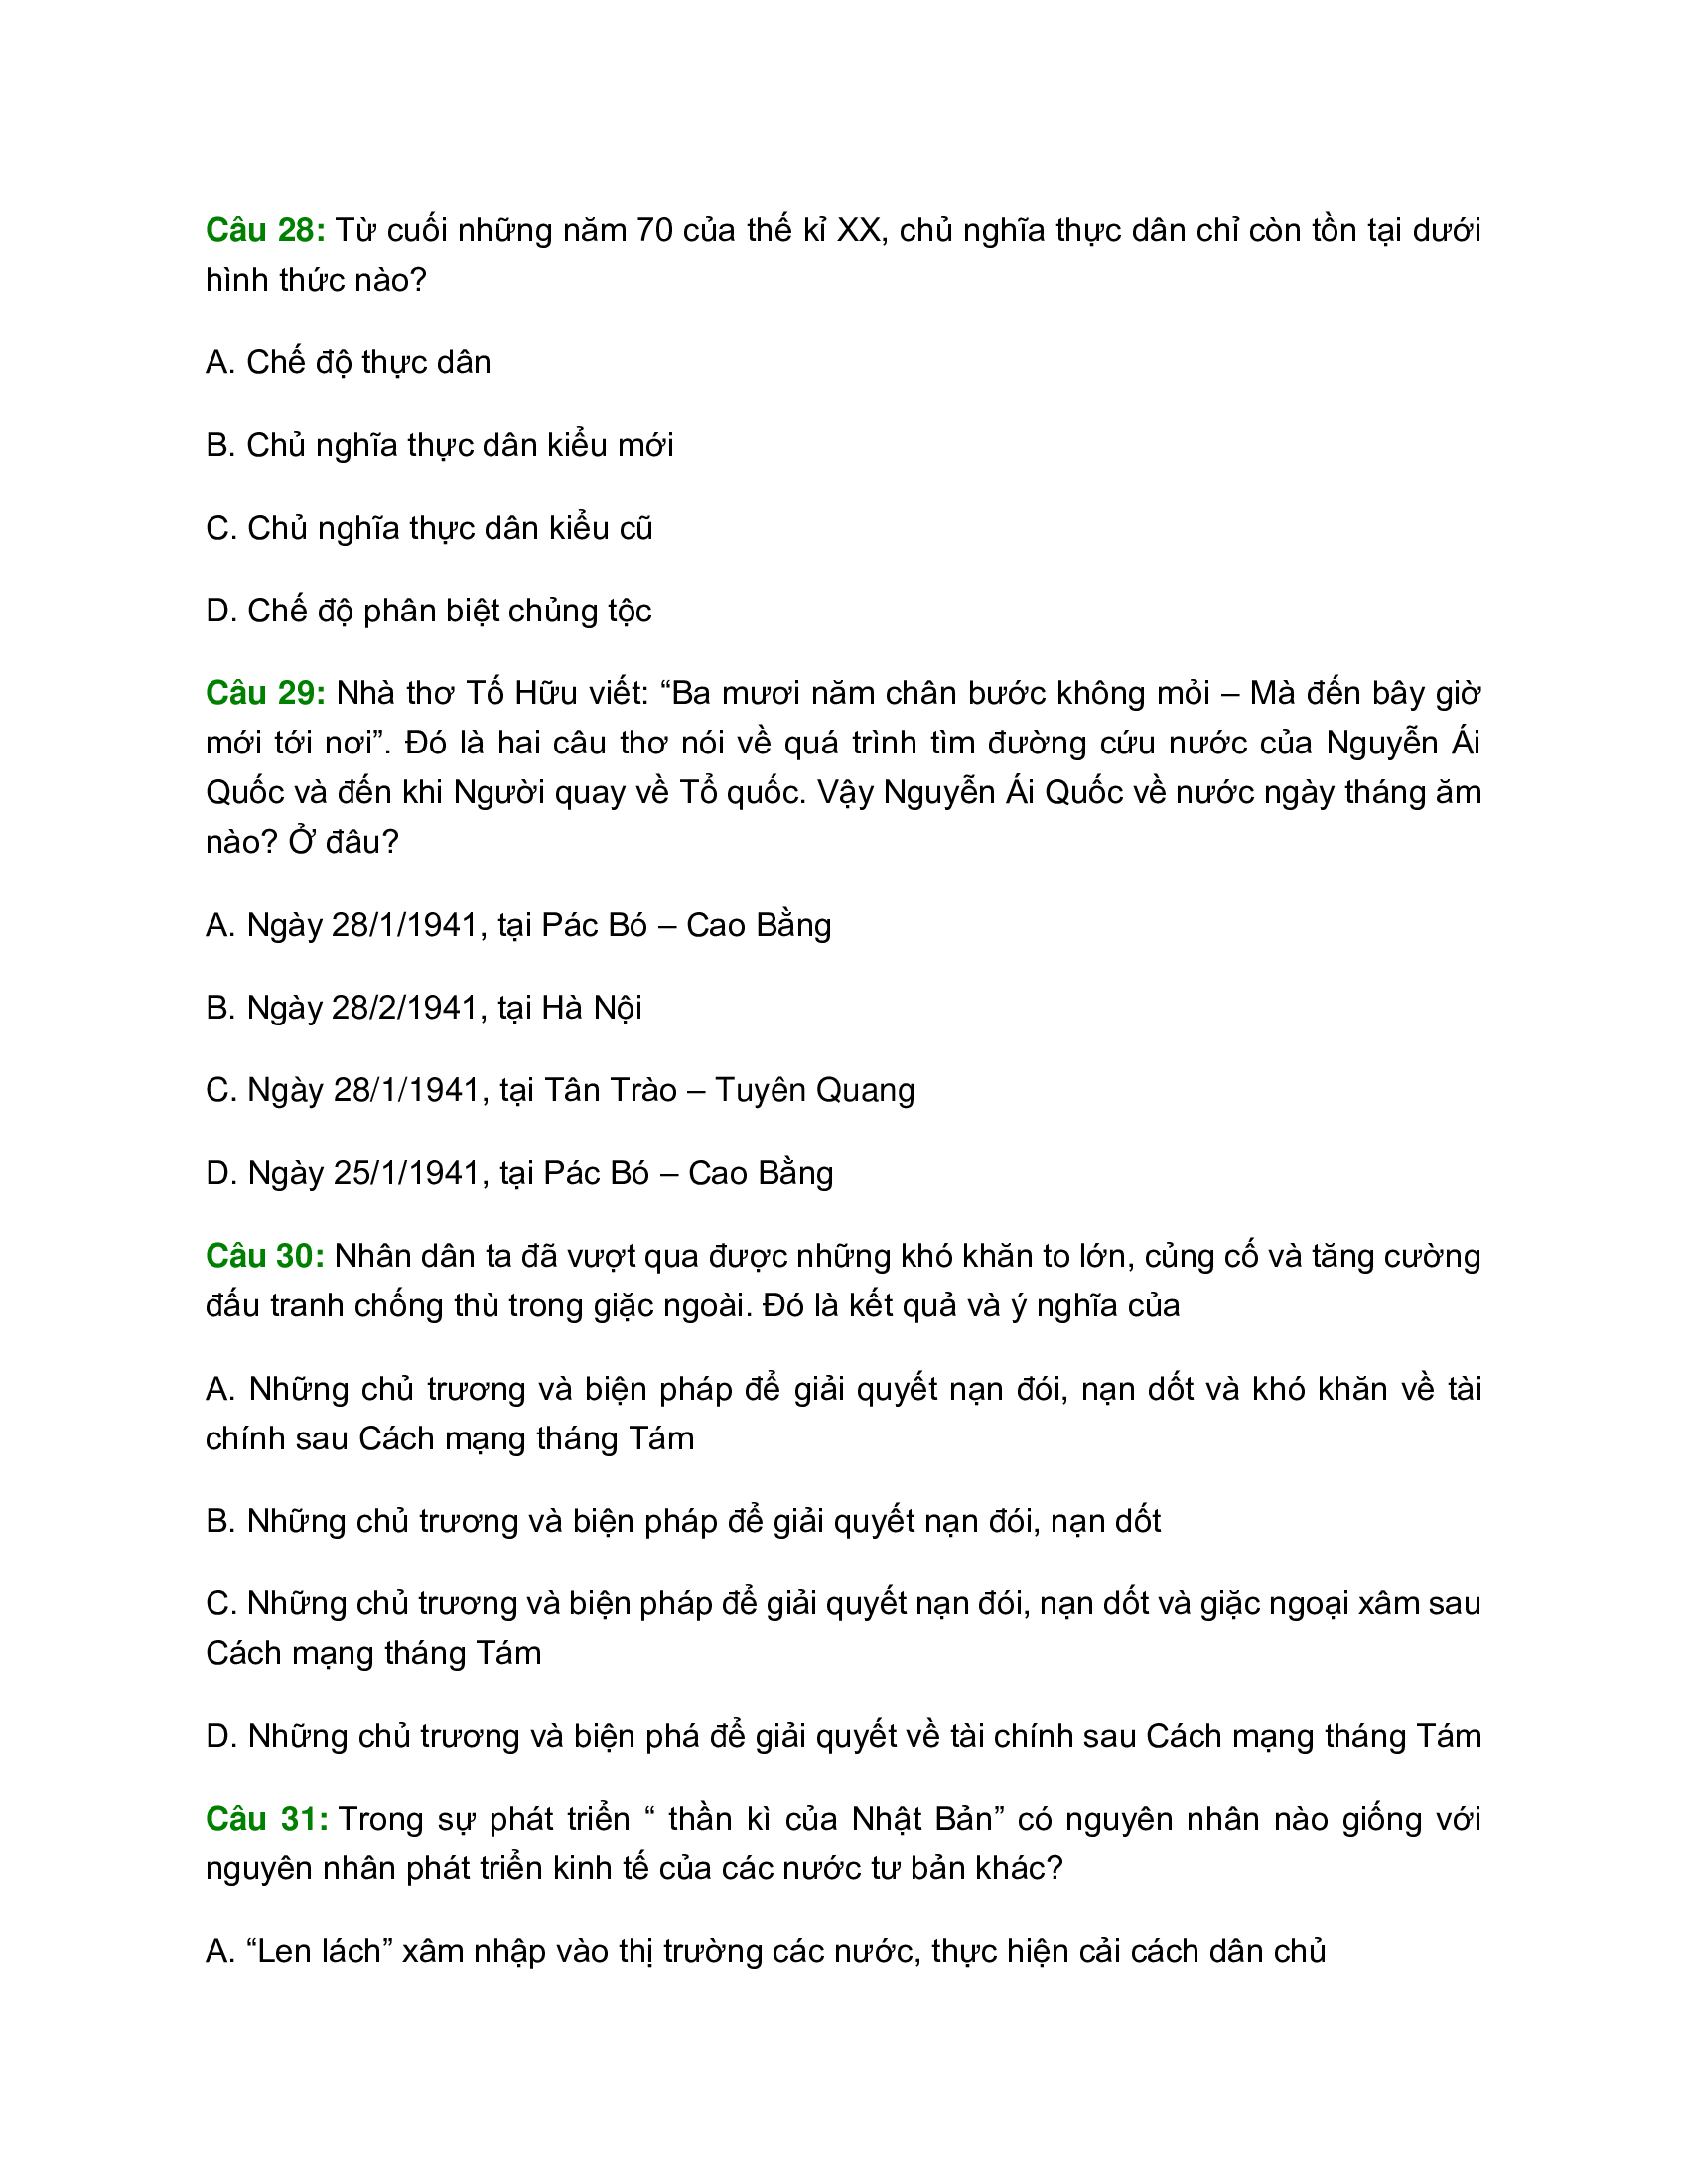 Câu 28: Từ cuối những năm 70 của thế kỉ XX, chủ nghĩa thực dân chỉ còn tồn tại dưới
hình thức nào?
A. Chế độ thực dân
B. Chủ nghĩa thực dân kiểu mới
C. Chủ nghĩa thực dân kiểu cũ
D. Chế độ phân biệt chủng tộc
Câu 29: Nhà thơ Tố Hữu viết: “Ba mươi năm chân bước không mỏi – Mà đến bây giờ
mới tới nơi”. Đó là hai câu thơ nói về quá trình tìm đường cứu nước của Nguyễn Ái
Quốc và đến khi Người quay về Tổ quốc. Vậy Nguyễn Ái Quốc về nước ngày tháng ăm
nào? Ở đâu?
A. Ngày 28/1/1941, tại Pác Bó – Cao Bằng
B. Ngày 28/2/1941, tại Hà Nội
C. Ngày 28/1/1941, tại Tân Trào – Tuyên Quang
D. Ngày 25/1/1941, tại Pác Bó – Cao Bằng
Câu 30: Nhân dân ta đã vượt qua được những khó khăn to lớn, củng cố và tăng cường
đấu tranh chống thù trong giặc ngoài. Đó là kết quả và ý nghĩa của
A. Những chủ trương và biện pháp để giải quyết nạn đói, nạn dốt và khó khăn về tài
chính sau Cách mạng tháng Tám
B. Những chủ trương và biện pháp để giải quyết nạn đói, nạn dốt
C. Những chủ trương và biện pháp để giải quyết nạn đói, nạn dốt và giặc ngoại xâm sau
Cách mạng tháng Tám
D. Những chủ trương và biện phá để giải quyết về tài chính sau Cách mạng tháng Tám
Câu 31: Trong sự phát triển “ thần kì của Nhật Bản” có nguyên nhân nào giống với
nguyên nhân phát triển kinh tế của các nước tư bản khác?
A. “Len lách” xâm nhập vào thị trường các nước, thực hiện cải cách dân chủ